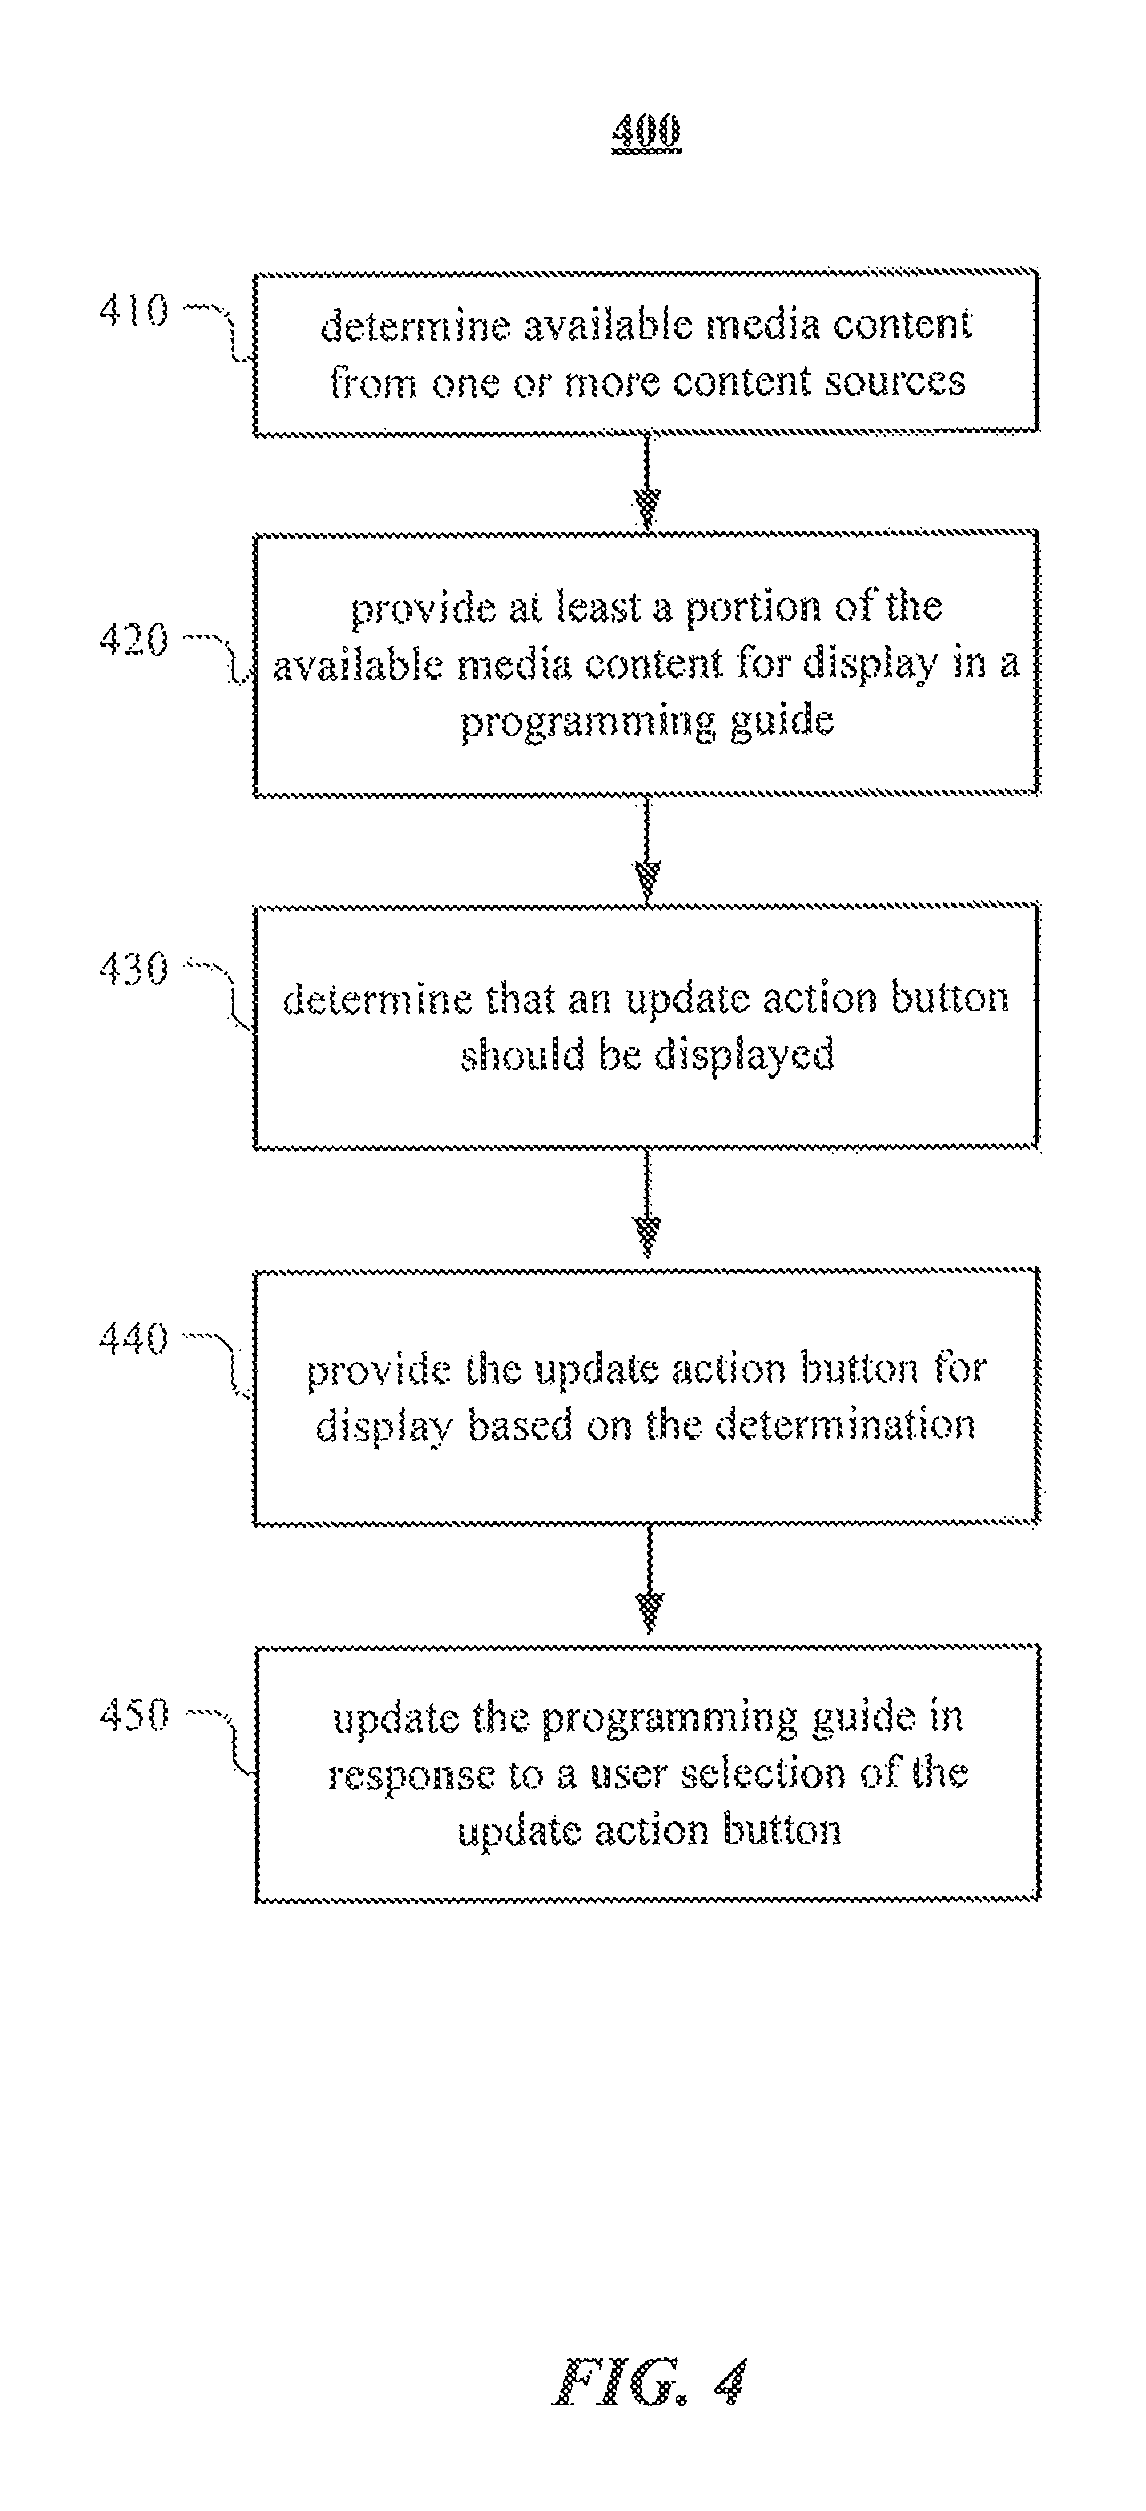 400
410
determine available media content
from one or more content sources
420
provide at least a portion of the
available media content for display in a
programming guide
430
determine that an update action button
should be displayed
440
provide the update action button for
display based on the determination
450
update the programming guide in
response to a user selection of the
update action button
FIG. 4